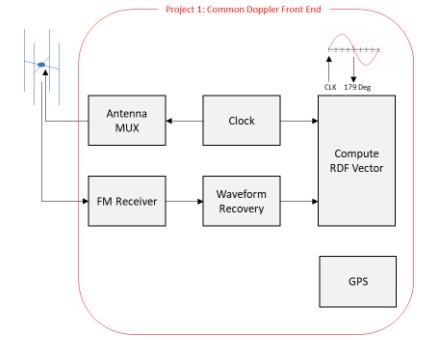 Project 1: Common Doppler Front End
CLK 179 Deg
Antenna
MUX
Clock
Compute
RDF Vector
FM Receiver
Waveform
Recovery
GPS